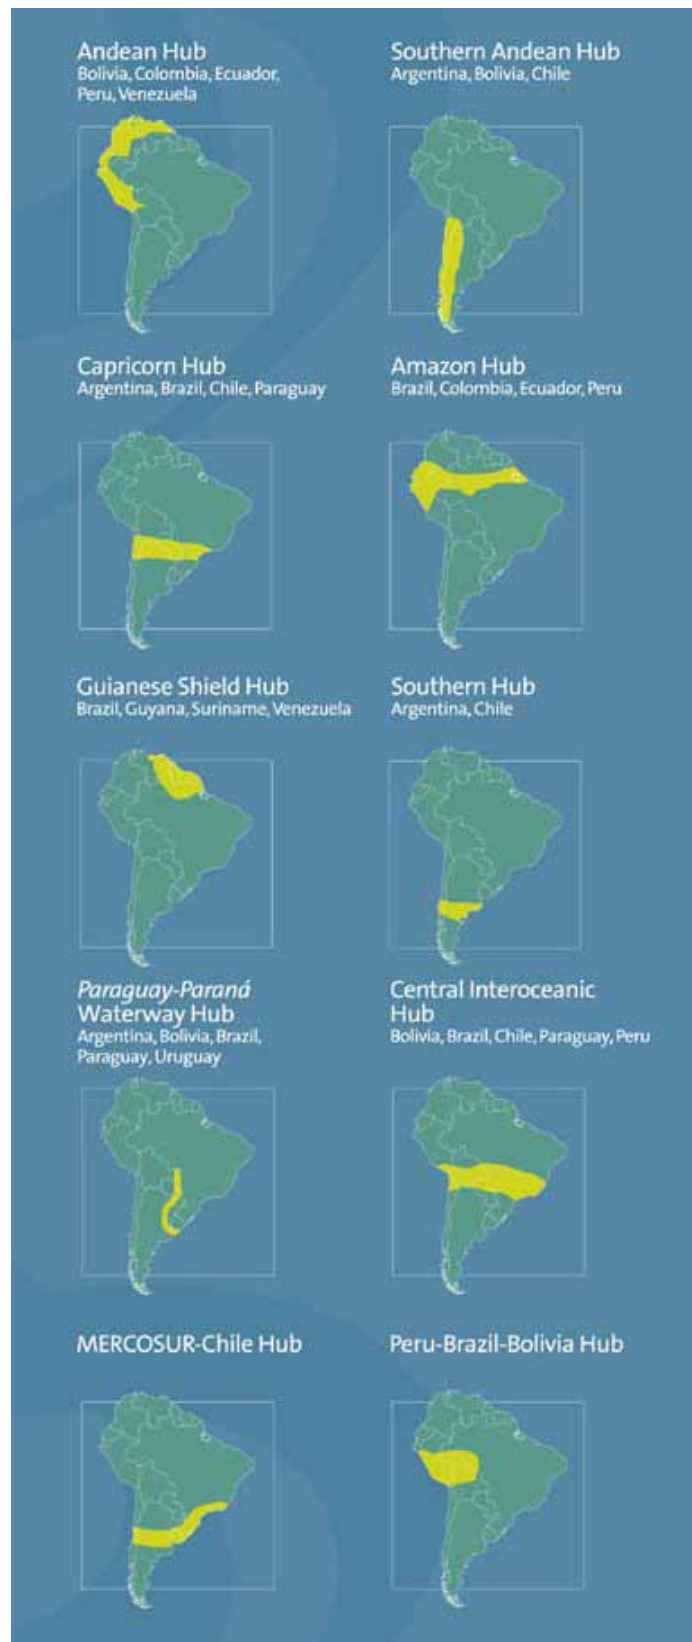 Andean Hub
Bolivia, Colombia, Ecuador,
Peru, Venezuela
Southern Andean Hub
Argentina, Bolivia, Chile
Capricorn Hub
Argentina, Brazil, Chile, Paraguay
Amazon Hub
Brazil, Colombia, Ecuador, Peru
Guianese Shield Hub
Brazil, Guyana, Suriname, Venezuela
Southern Hub
Argentina, Chile
Paraguay-Paraná
Waterway Hub
Argentina, Bolivia, Brazil,
Paraguay, Uruguay
Central Interoceanic
Hub
Bolivia, Brazil, Chile, Paraguay, Peru
MERCOSUR-Chile Hub
Peru-Brazil-Bolivia Hub